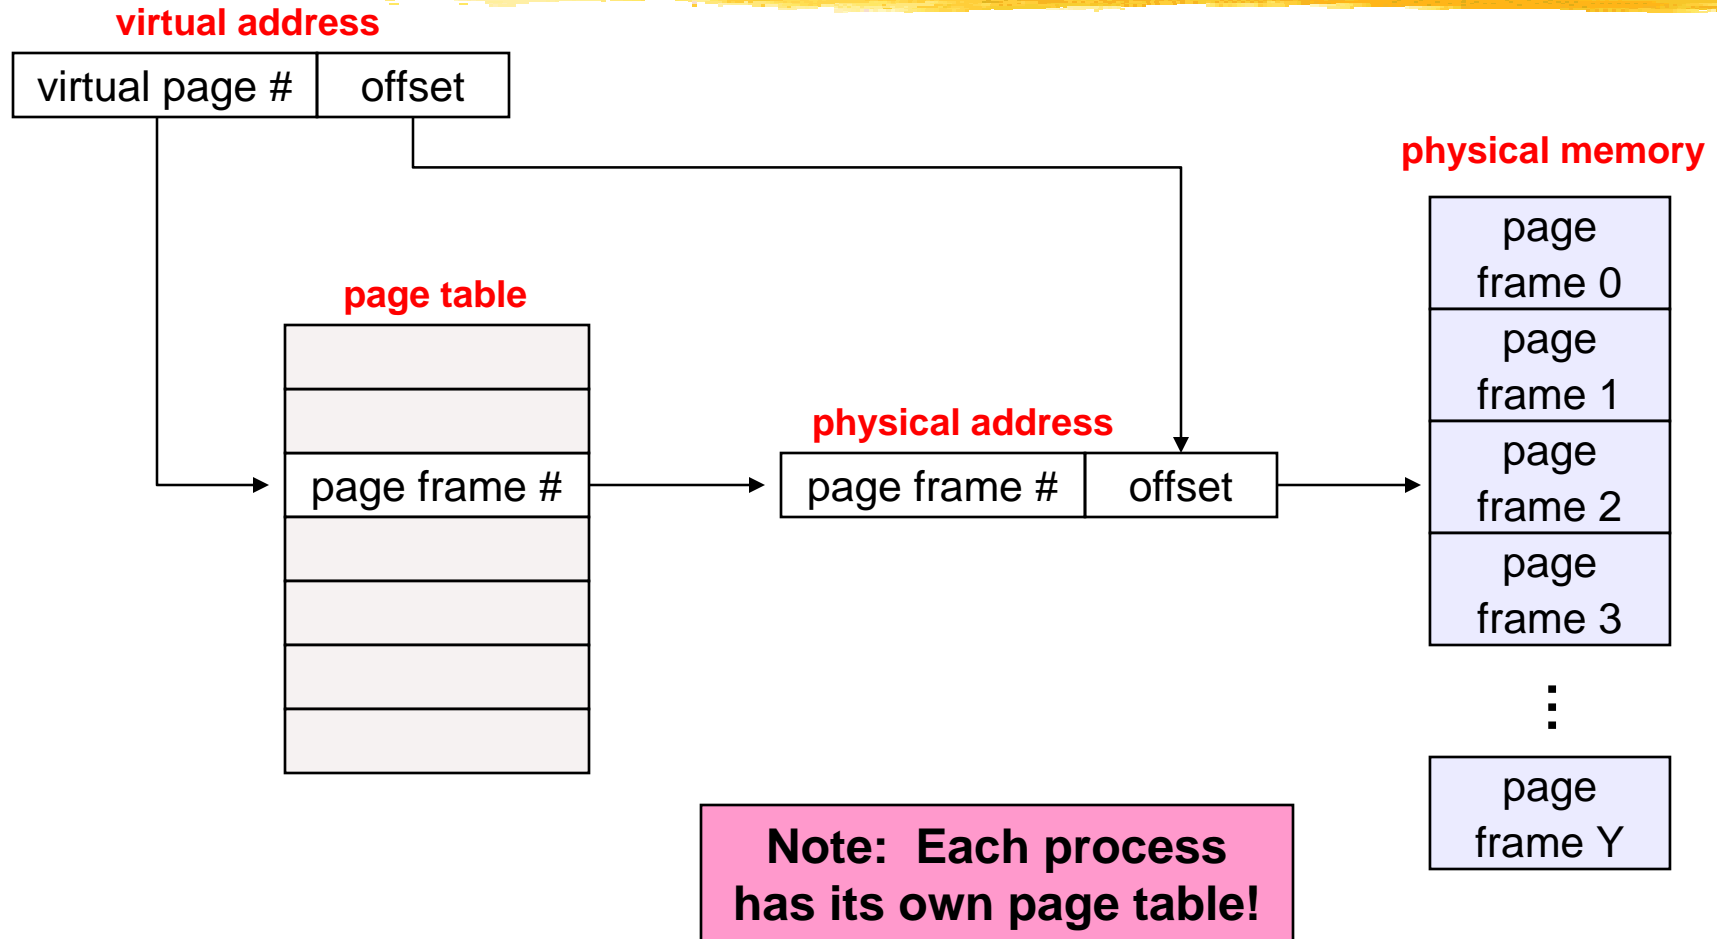 virtual address
virtual page #
offset
physical memory
page
frame 0
page
frame 1
page
frame 2
page
frame 3
⋮
page
frame Y
page table
page frame #
physical address
page frame #
offset
Note:  Each process
has its own page table!